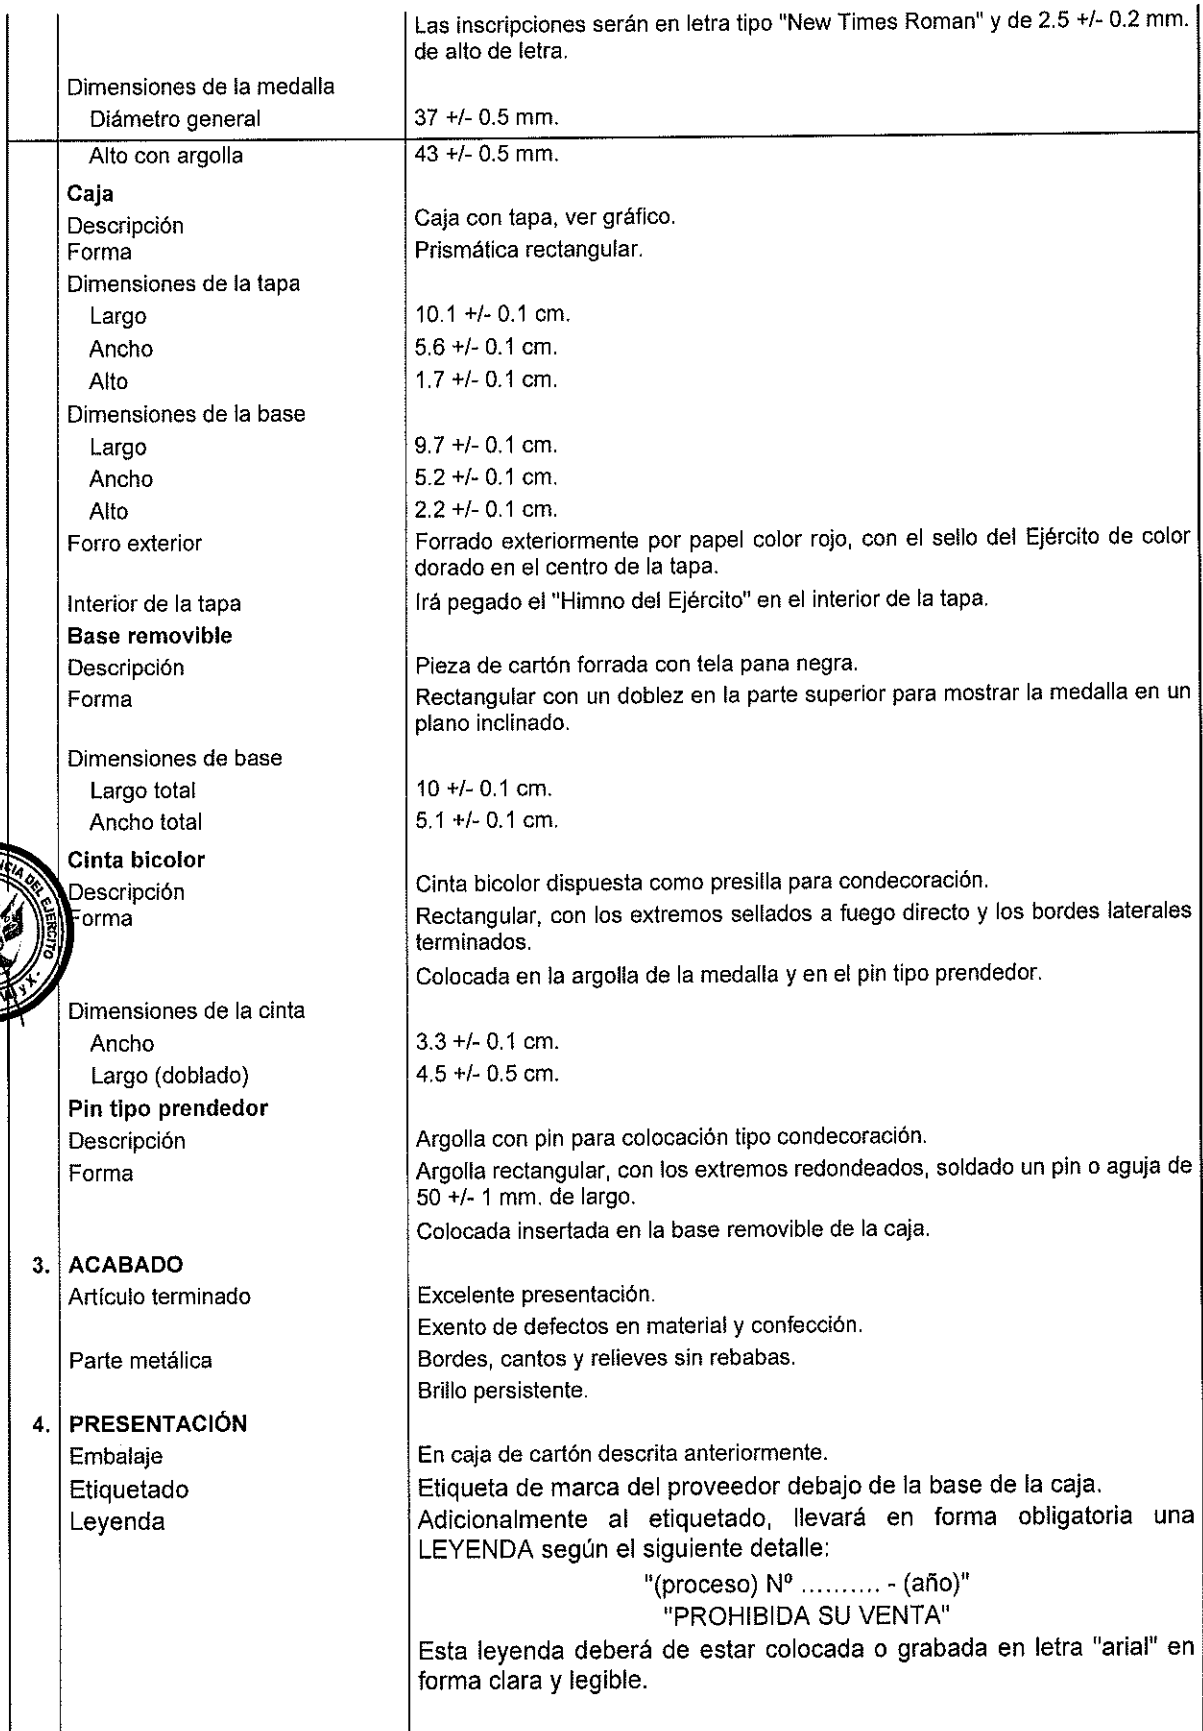 Las inscripciones serán en letra tipo "New Times Roman" y de 2.5 +/- 0.2 mm.
de alto de letra.
Dimensiones de la medalla
Diámetro general 37 +/- 0.5 mm.
Alto con argolla 43 +/- 0.5 mm.
Caja
Descripción Caja con tapa, ver gráfico.
Forma Prismática rectangular.
Dimensiones de la tapa
Largo 10.1 +/- 0.1 cm.
Ancho 5.6 +/- 0.1 cm.
Alto 1.7 +/- 0.1 cm.
Dimensiones de la base
Largo 9.7 +/- 0.1 cm.
Ancho 5.2 +/- 0.1 cm.
Alto 2.2 +/- 0.1 cm.
Forro exterior Forrado exteriormente por papel color rojo, con el sello del Ejército de color
dorado en el centro de la tapa.
Interior de la tapa Irá pegado el "Himno del Ejército" en el interior de la tapa.
Base removible
Descripción Pieza de cartón forrada con tela pana negra.
Forma Rectangular con un doblez en la parte superior para mostrar la medalla en un
plano inclinado.
Dimensiones de base
Largo total 10 +/- 0.1 cm.
Ancho total 5.1 +/- 0.1 cm.
Cinta bicolor
Descripción Cinta bicolor dispuesta como presilla para condecoración.
Forma Rectangular, con los extremos sellados a fuego directo y los bordes laterales
terminados.
Colocada en la argolla de la medalla y en el pin tipo prendedor.
DEL EJERCITO
Dimensiones de la cinta
Ancho 3.3 +/- 0.1 cm.
Largo (doblado) 4.5 +/- 0.5 cm.
Pin tipo prendedor
Descripción Argolla con pin para colocación tipo condecoración.
Forma Argolla rectangular, con los extremos redondeados, soldado un pin o aguja de
50 +/- 1 mm. de largo.
Colocada insertada en la base removible de la caja.
3. ACABADO
Artículo terminado Excelente presentación.
Exento de defectos en material y confección.
Parte metálica Bordes, cantos y relieves sin rebabas.
Brillo persistente.
4. PRESENTACIÓN
Embalaje En caja de cartón descrita anteriormente.
Etiquetado Etiqueta de marca del proveedor debajo de la base de la caja.
Leyenda Adicionalmente al etiquetado, llevará en forma obligatoria una
LEYENDA según el siguiente detalle:
"(proceso) Nº .......... - (año)"
"PROHIBIDA SU VENTA"
Esta leyenda deberá de estar colocada o grabada en letra "arial" en
forma clara y legible.